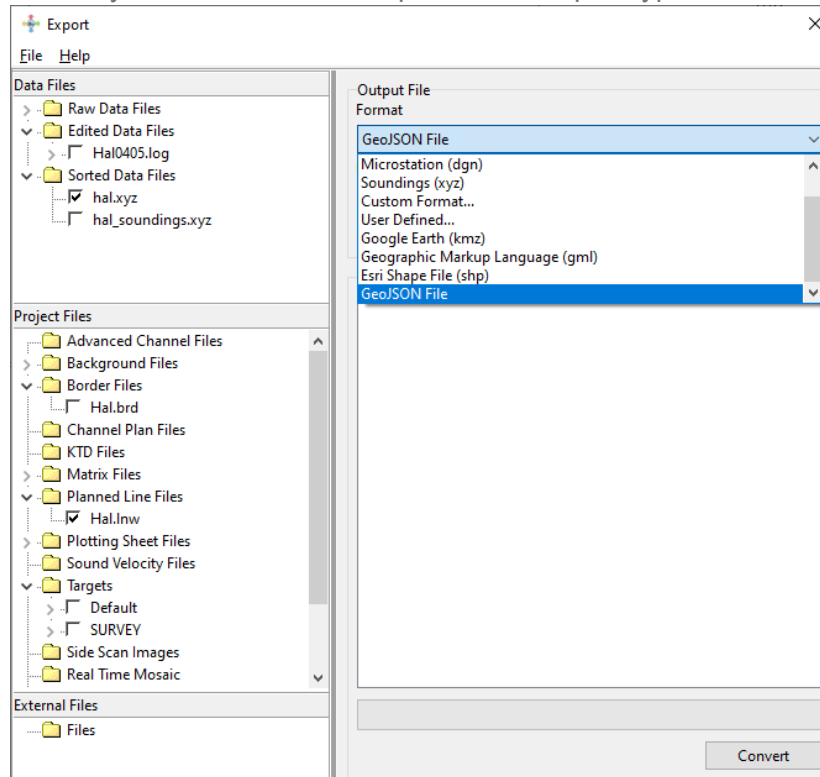 Export
File Help
Data Files
Raw Data Files
Edited Data Files
Hal0405.log
Sorted Data Files
hal.xyz
hal_soundings.xyz
Project Files
Advanced Channel Files
Background Files
Border Files
Hal.brd
Channel Plan Files
KTD Files
Matrix Files
Planned Line Files
Hal.lnw
Plotting Sheet Files
Sound Velocity Files
Targets
Default
SURVEY
Side Scan Images
Real Time Mosaic
External Files
Files
Output File
Format
GeoJSON File
Microstation (dgn)
Soundings (xyz)
Custom Format...
User Defined...
Google Earth (kmz)
Geographic Markup Language (gml)
Esri Shape File (shp)
GeoJSON File
Convert